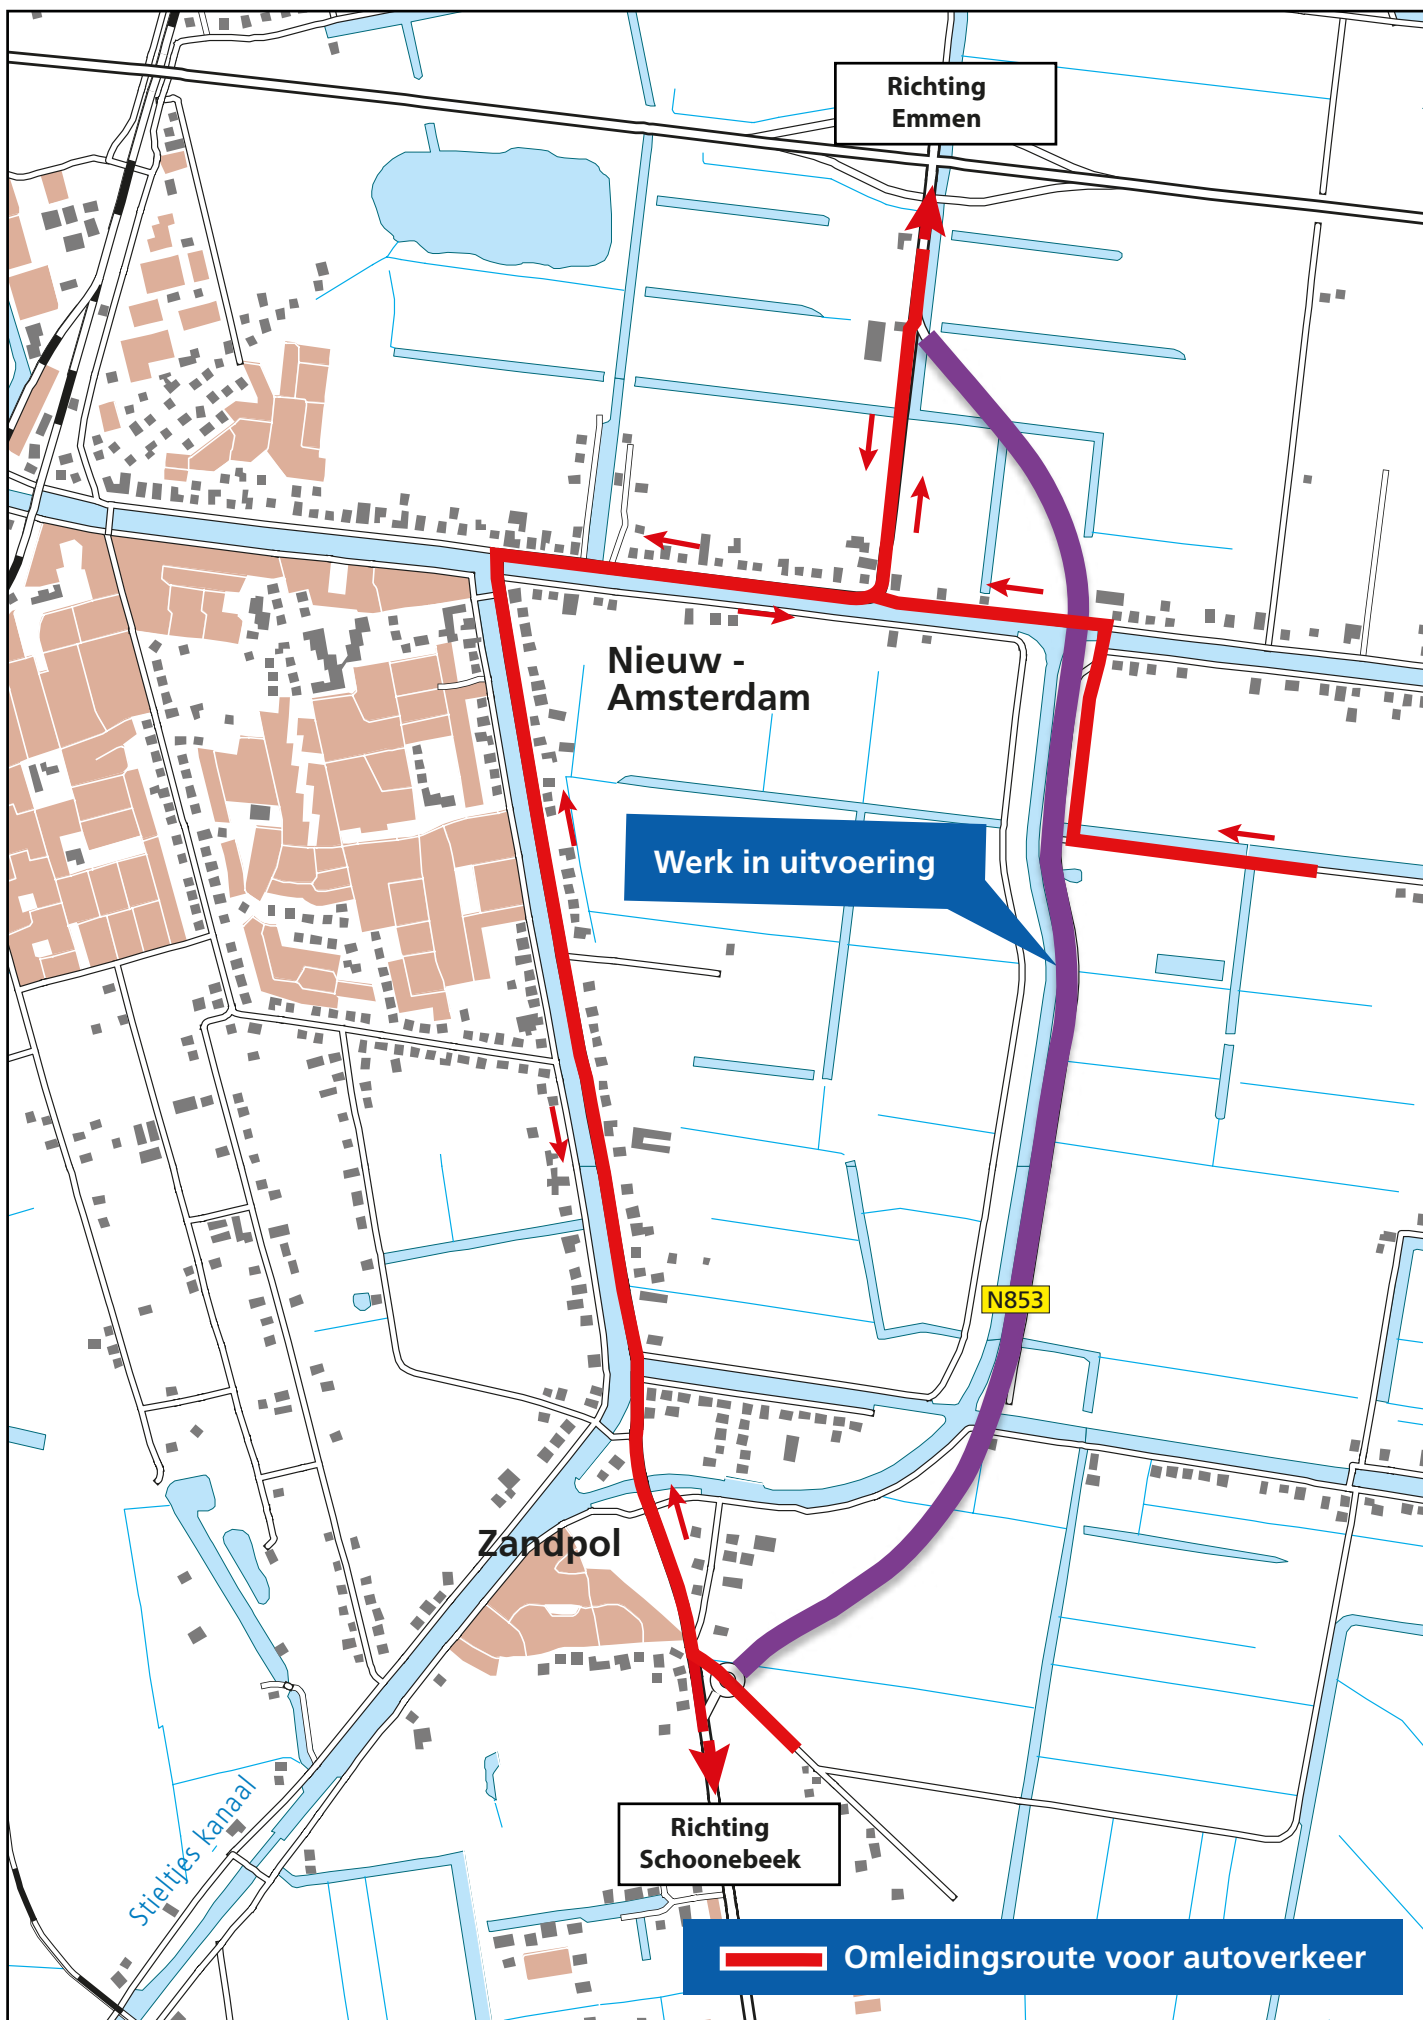 Richting
Emmen
Nieuw -
Amsterdam
Werk in uitvoering
N853
Zandpol
Stieltjes kanaal
Richting
Schoonebeek
Omleidingsroute voor autoverkeer